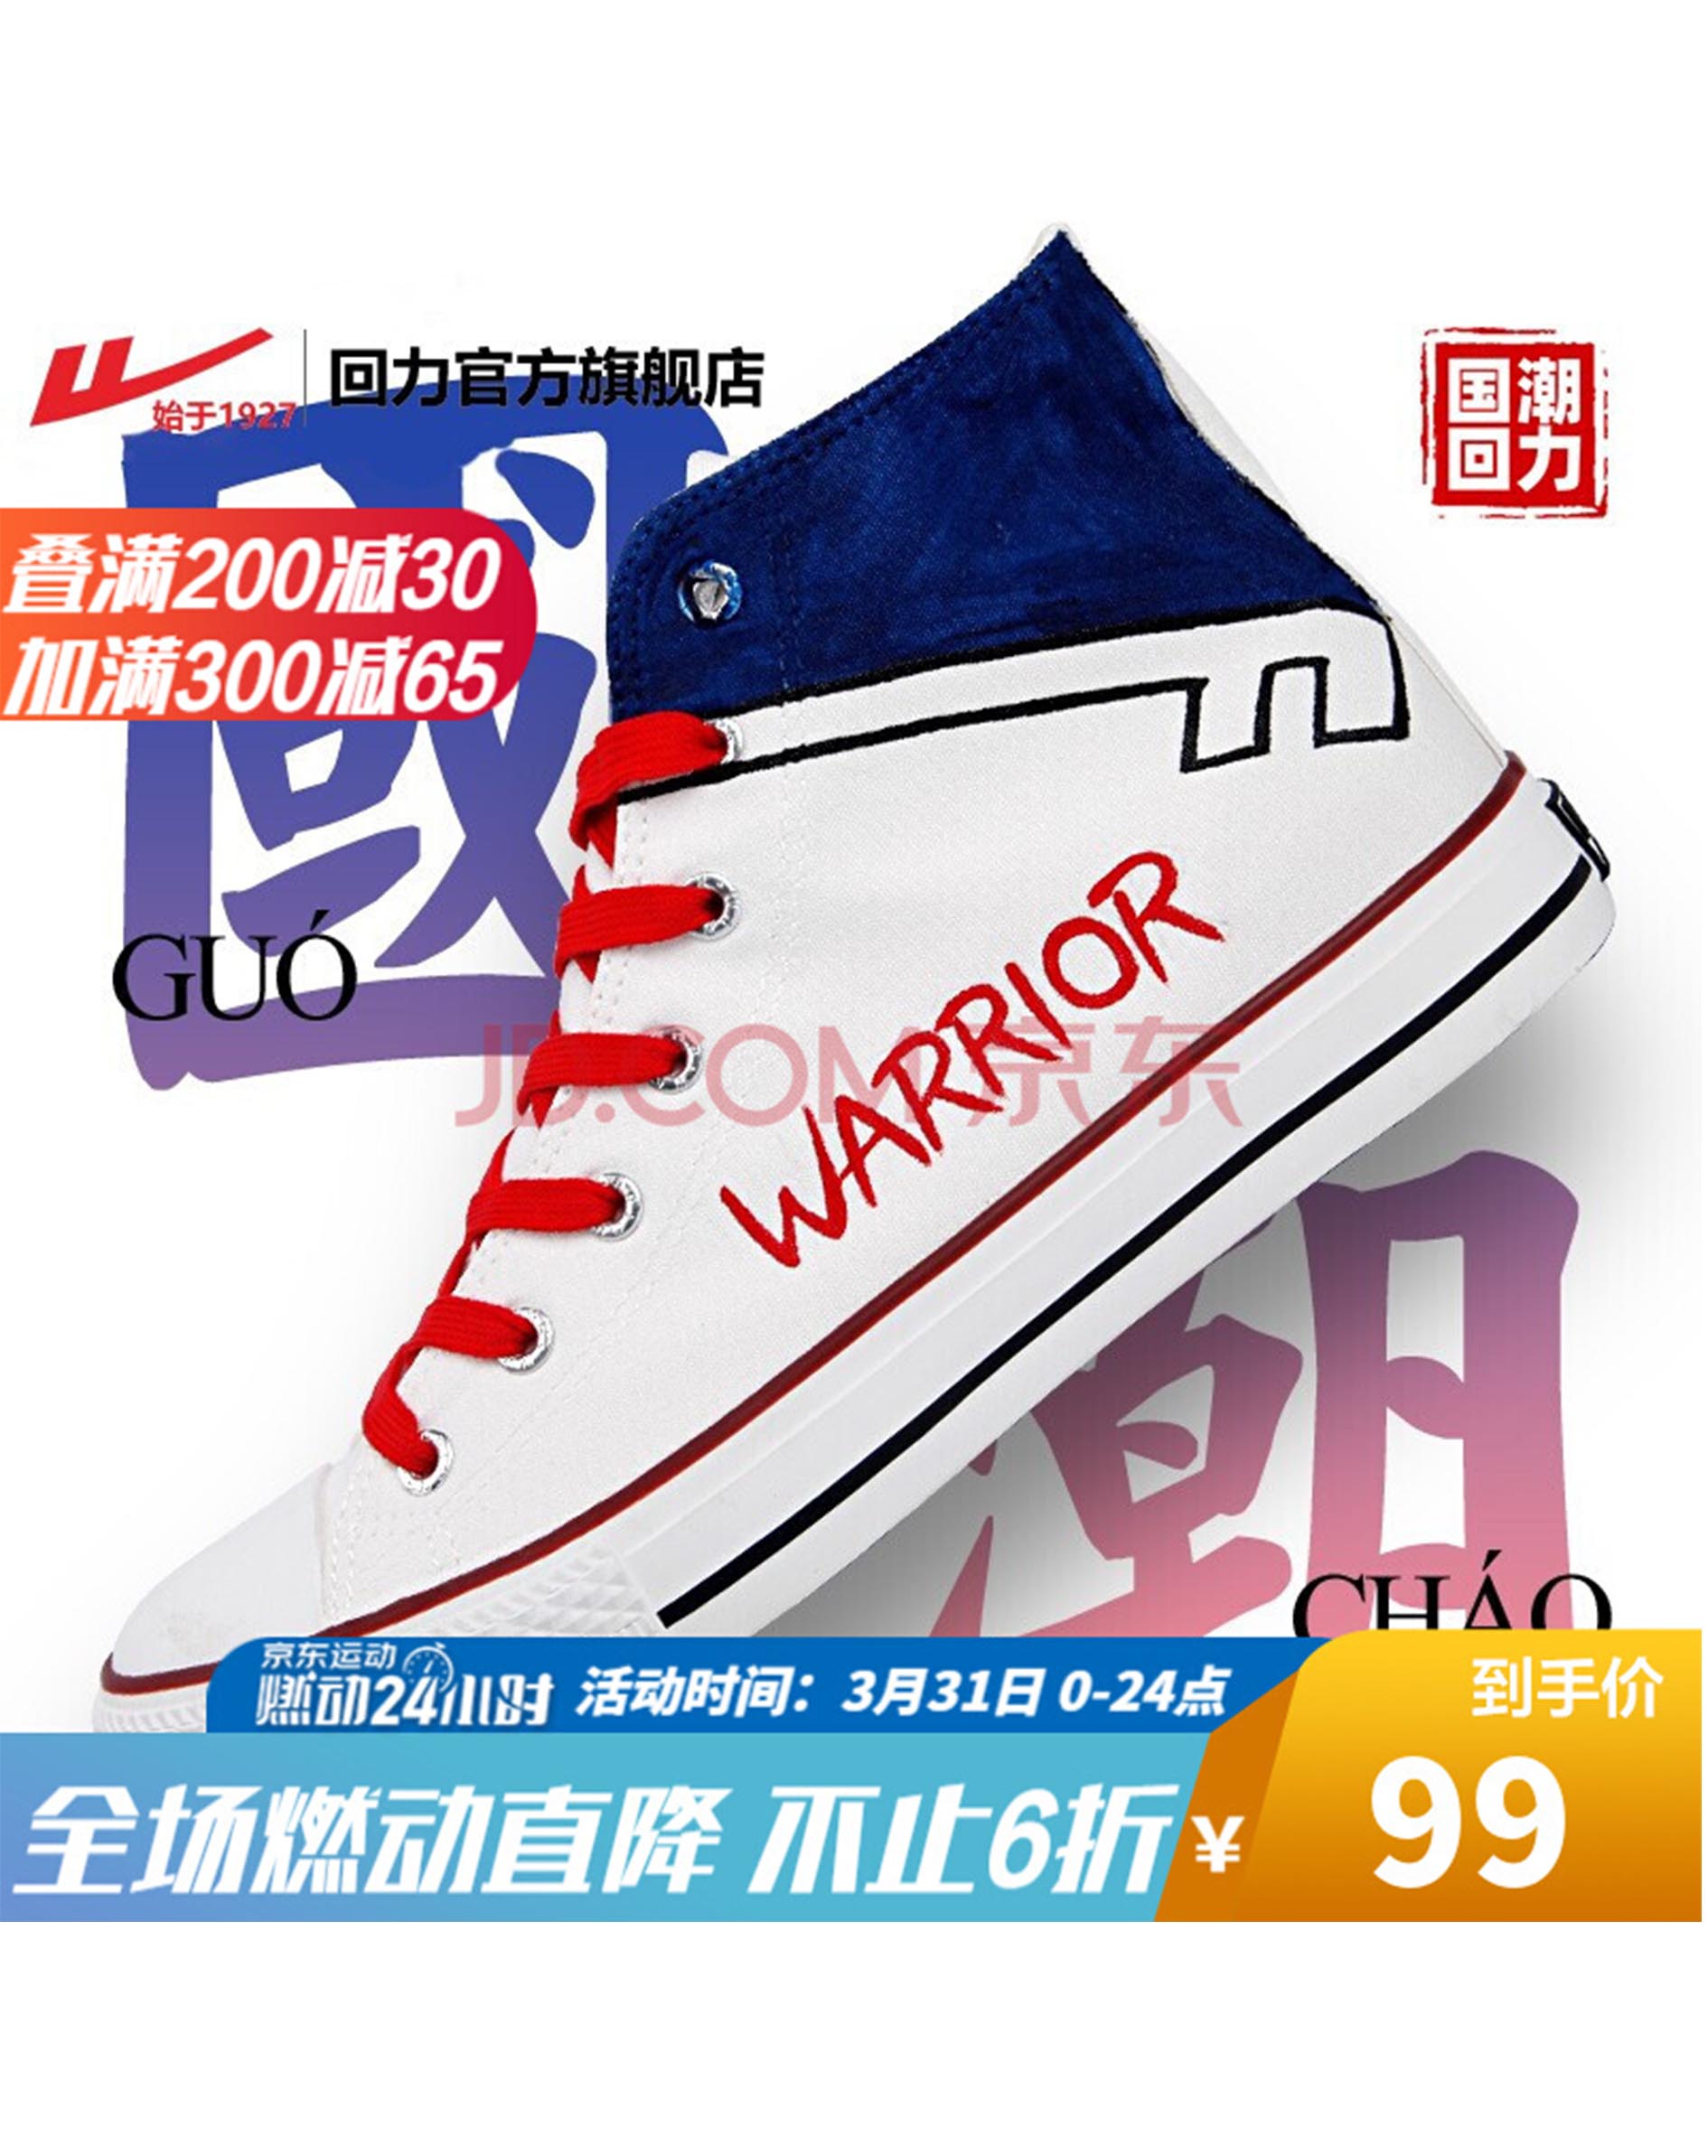 始于1927
回力官方旗舰店
国潮
回力
叠满200减30
加满300减65
國
GUÓ
WARRIOR
JD.COM 京东
潮
CHÁO
京东运动
燃动24小时
活动时间：3月31日 0-24点
到手价
全场燃动直降 不止6折
¥ 99